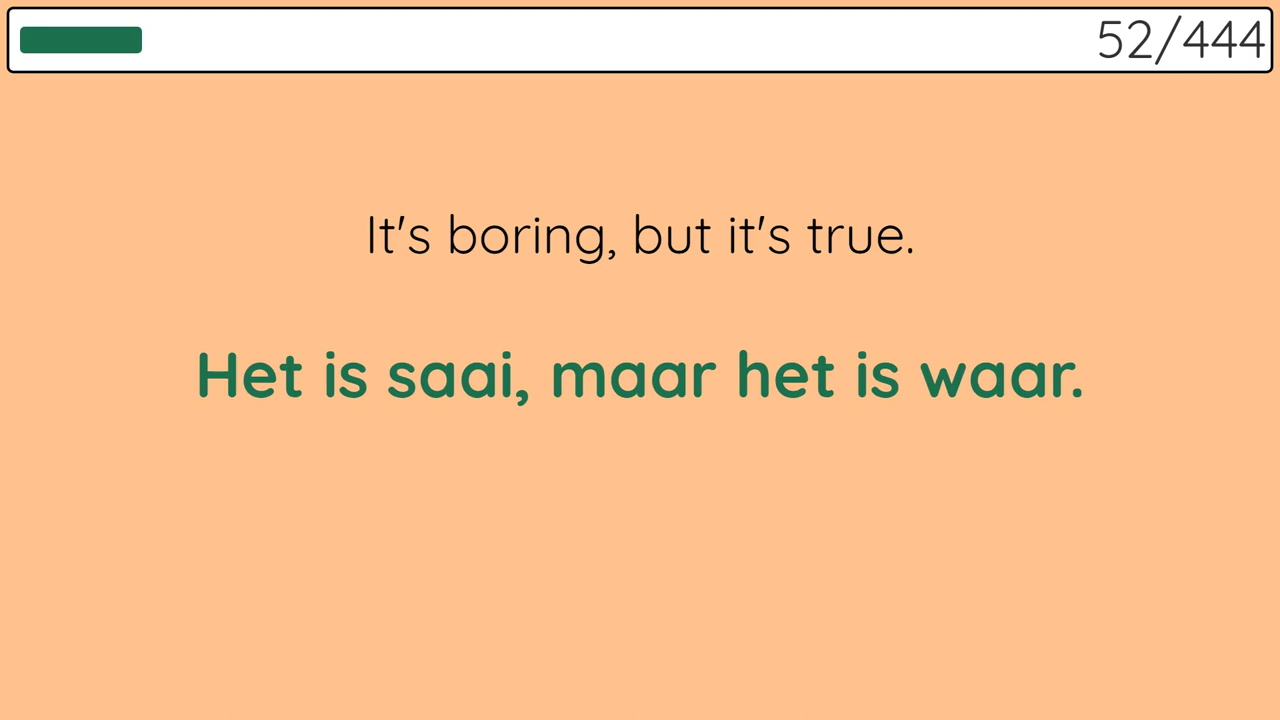 52/444
It's boring, but it's true.
Het is saai, maar het is waar.